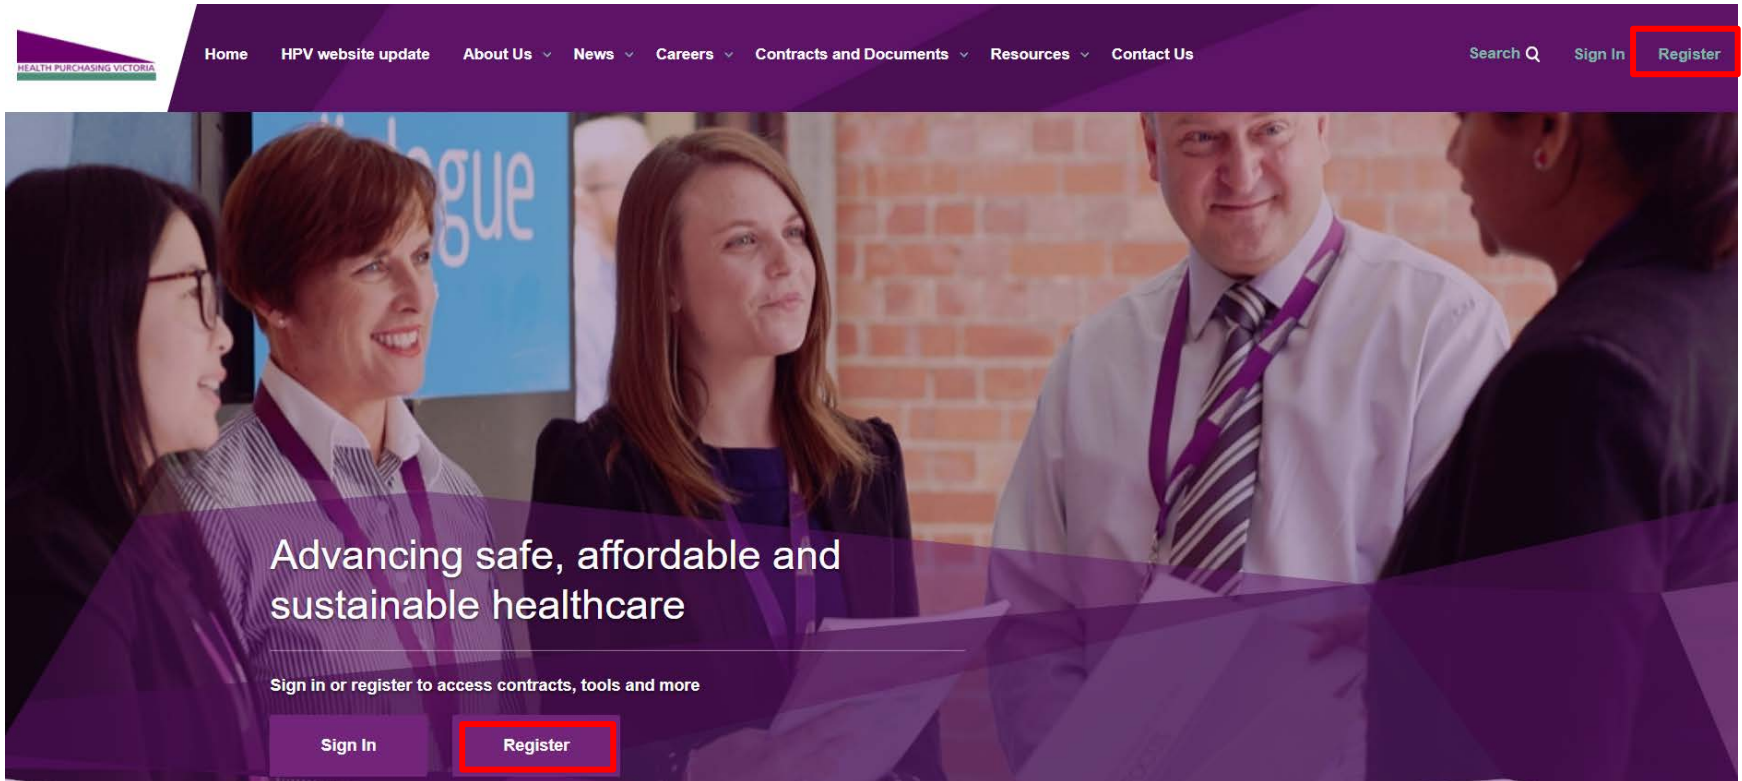 HEALTH PURCHASING VICTORIA
Home HPV website update About Us News Careers Contracts and Documents Resources Contact Us Search Sign In Register
Advancing safe, affordable and
sustainable healthcare
Sign in or register to access contracts, tools and more
Sign In Register